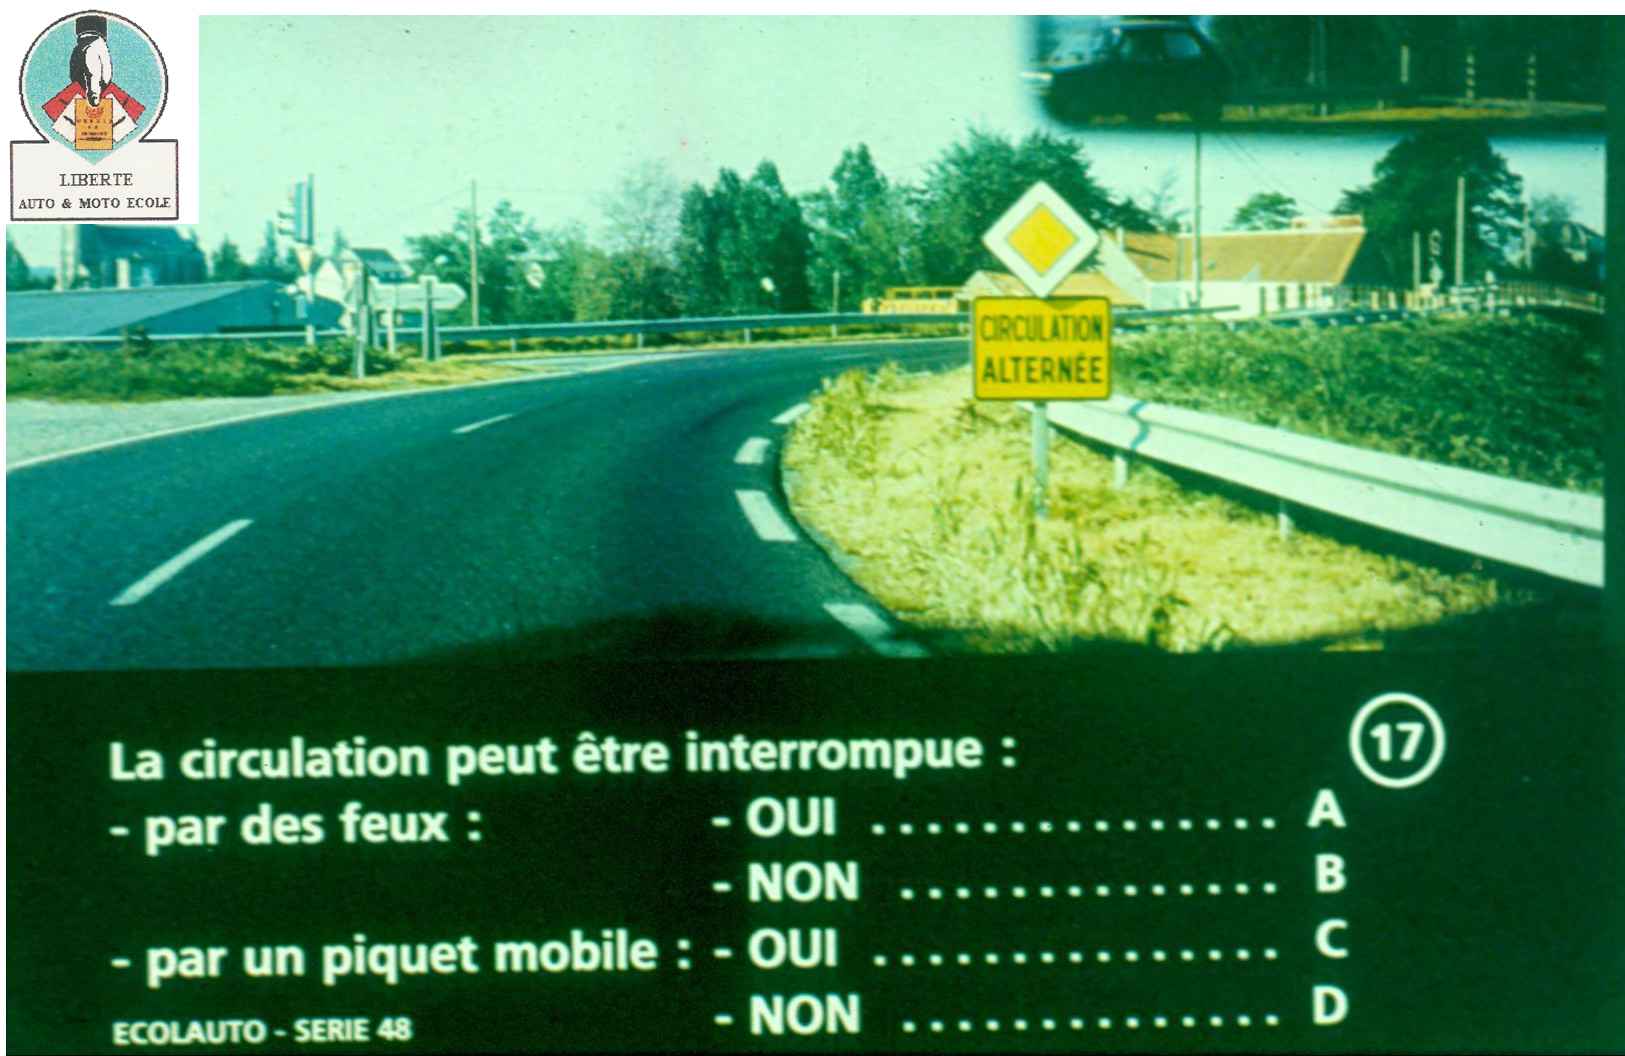 LIBERTE
AUTO & MOTO ECOLE
CIRCULATION
ALTERNÉE
17
La circulation peut être interrompue :
- par des feux : - OUI ............... A
- NON .............. B
- par un piquet mobile : - OUI ............... C
- NON .............. D
ECOLAUTO - SERIE 48